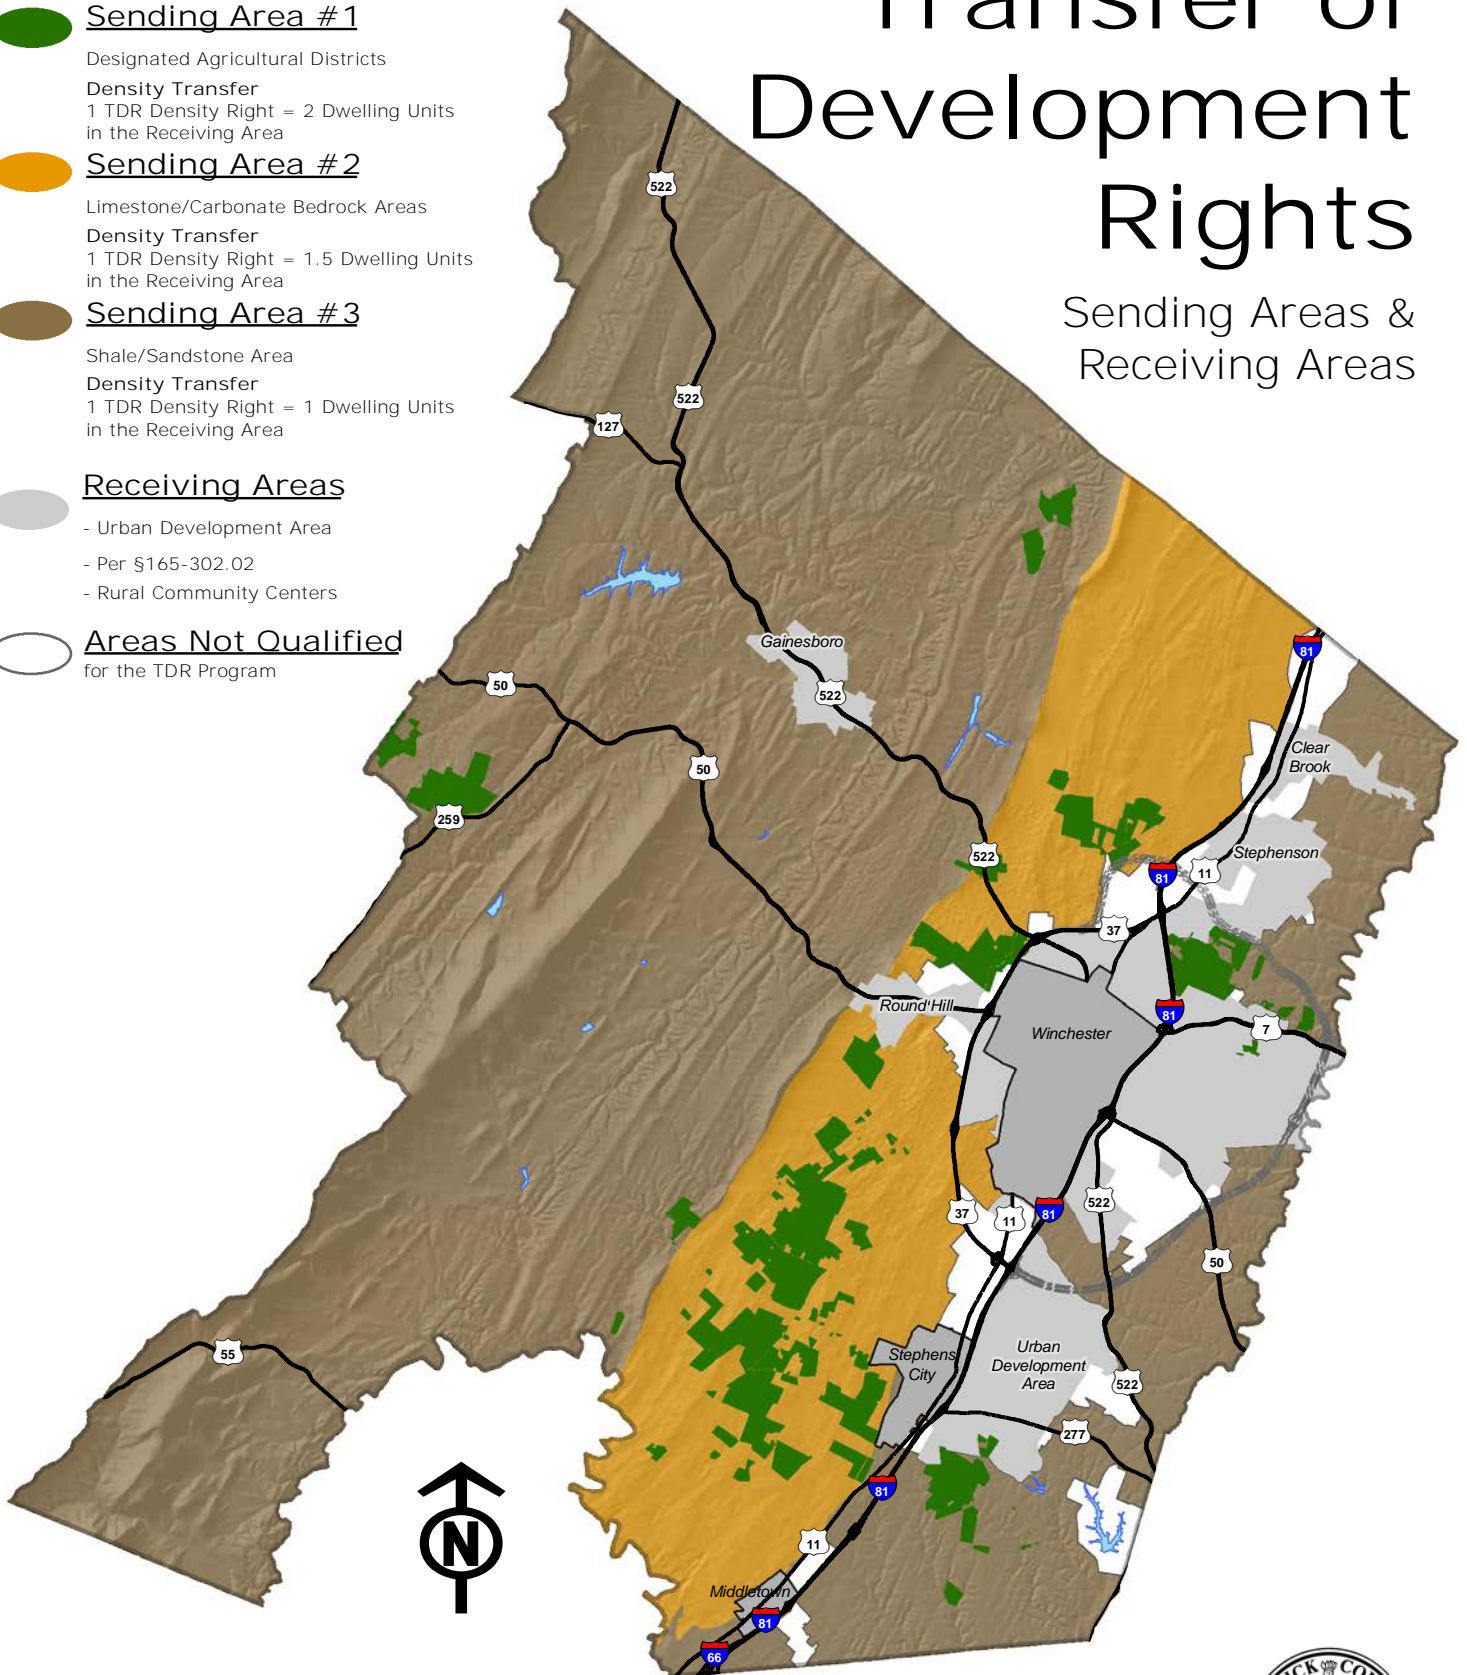 Transfer of
Development
Rights
Sending Areas &
Receiving Areas
Sending Area #1
Designated Agricultural Districts
Density Transfer
1 TDR Density Right = 2 Dwelling Units
in the Receiving Area
Sending Area #2
Limestone/Carbonate Bedrock Areas
Density Transfer
1 TDR Density Right = 1.5 Dwelling Units
in the Receiving Area
Sending Area #3
Shale/Sandstone Area
Density Transfer
1 TDR Density Right = 1 Dwelling Units
in the Receiving Area
Receiving Areas
- Urban Development Area
- Per §165-302.02
- Rural Community Centers
Areas Not Qualified
for the TDR Program
522
522
127
Gainesboro
81
50
522
Clear
Brook
50
259
522
Stephenson
81
11
37
Round Hill
81
Winchester
7
37
11
81
522
50
55
Stephens
City
Urban
Development
Area
522
277
81
11
Middletown
81
66
N